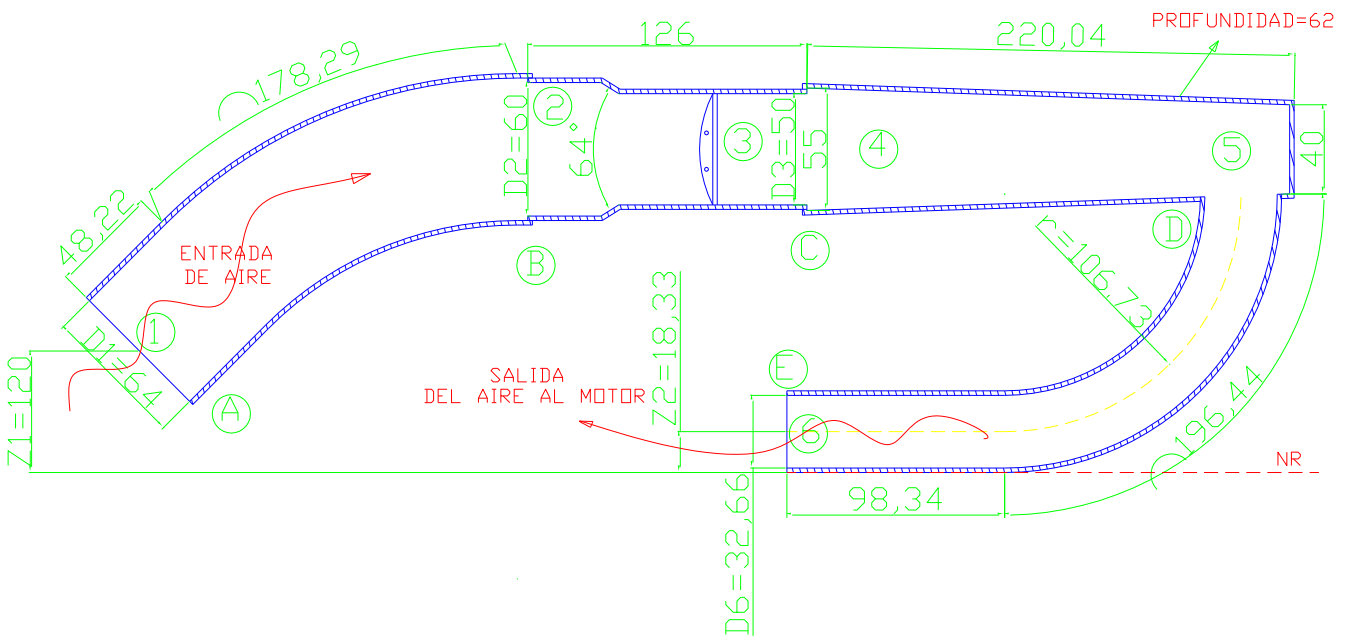 PROFUNDIDAD=62
126
220,04
178,29
2
D2=60
64°
3
D3=50
55
4
5
40
48,22
ENTRADA
DE AIRE
B
C
D
r=106,73
1
D1=64
Z1=120
A
SALIDA
DEL AIRE AL MOTOR
Z2=18,33
E
6
196,44
NR
98,34
D6=32,66